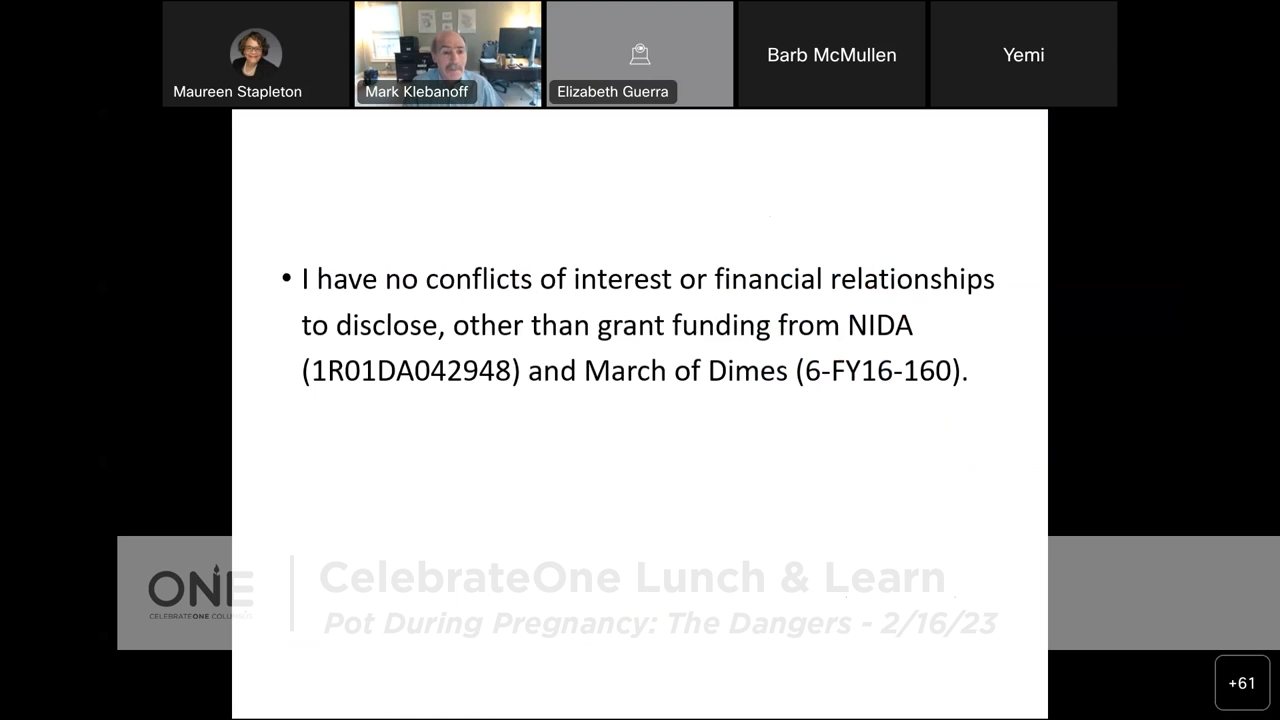 Maureen Stapleton
Mark Klebanoff
Elizabeth Guerra
Barb McMullen
Yemi
• I have no conflicts of interest or financial relationships
to disclose, other than grant funding from NIDA
(1R01DA042948) and March of Dimes (6-FY16-160).
ONE
CELEBRATEONE COLUMBUS
CelebrateOne Lunch & Learn
Pot During Pregnancy: The Dangers - 2/16/23
+61